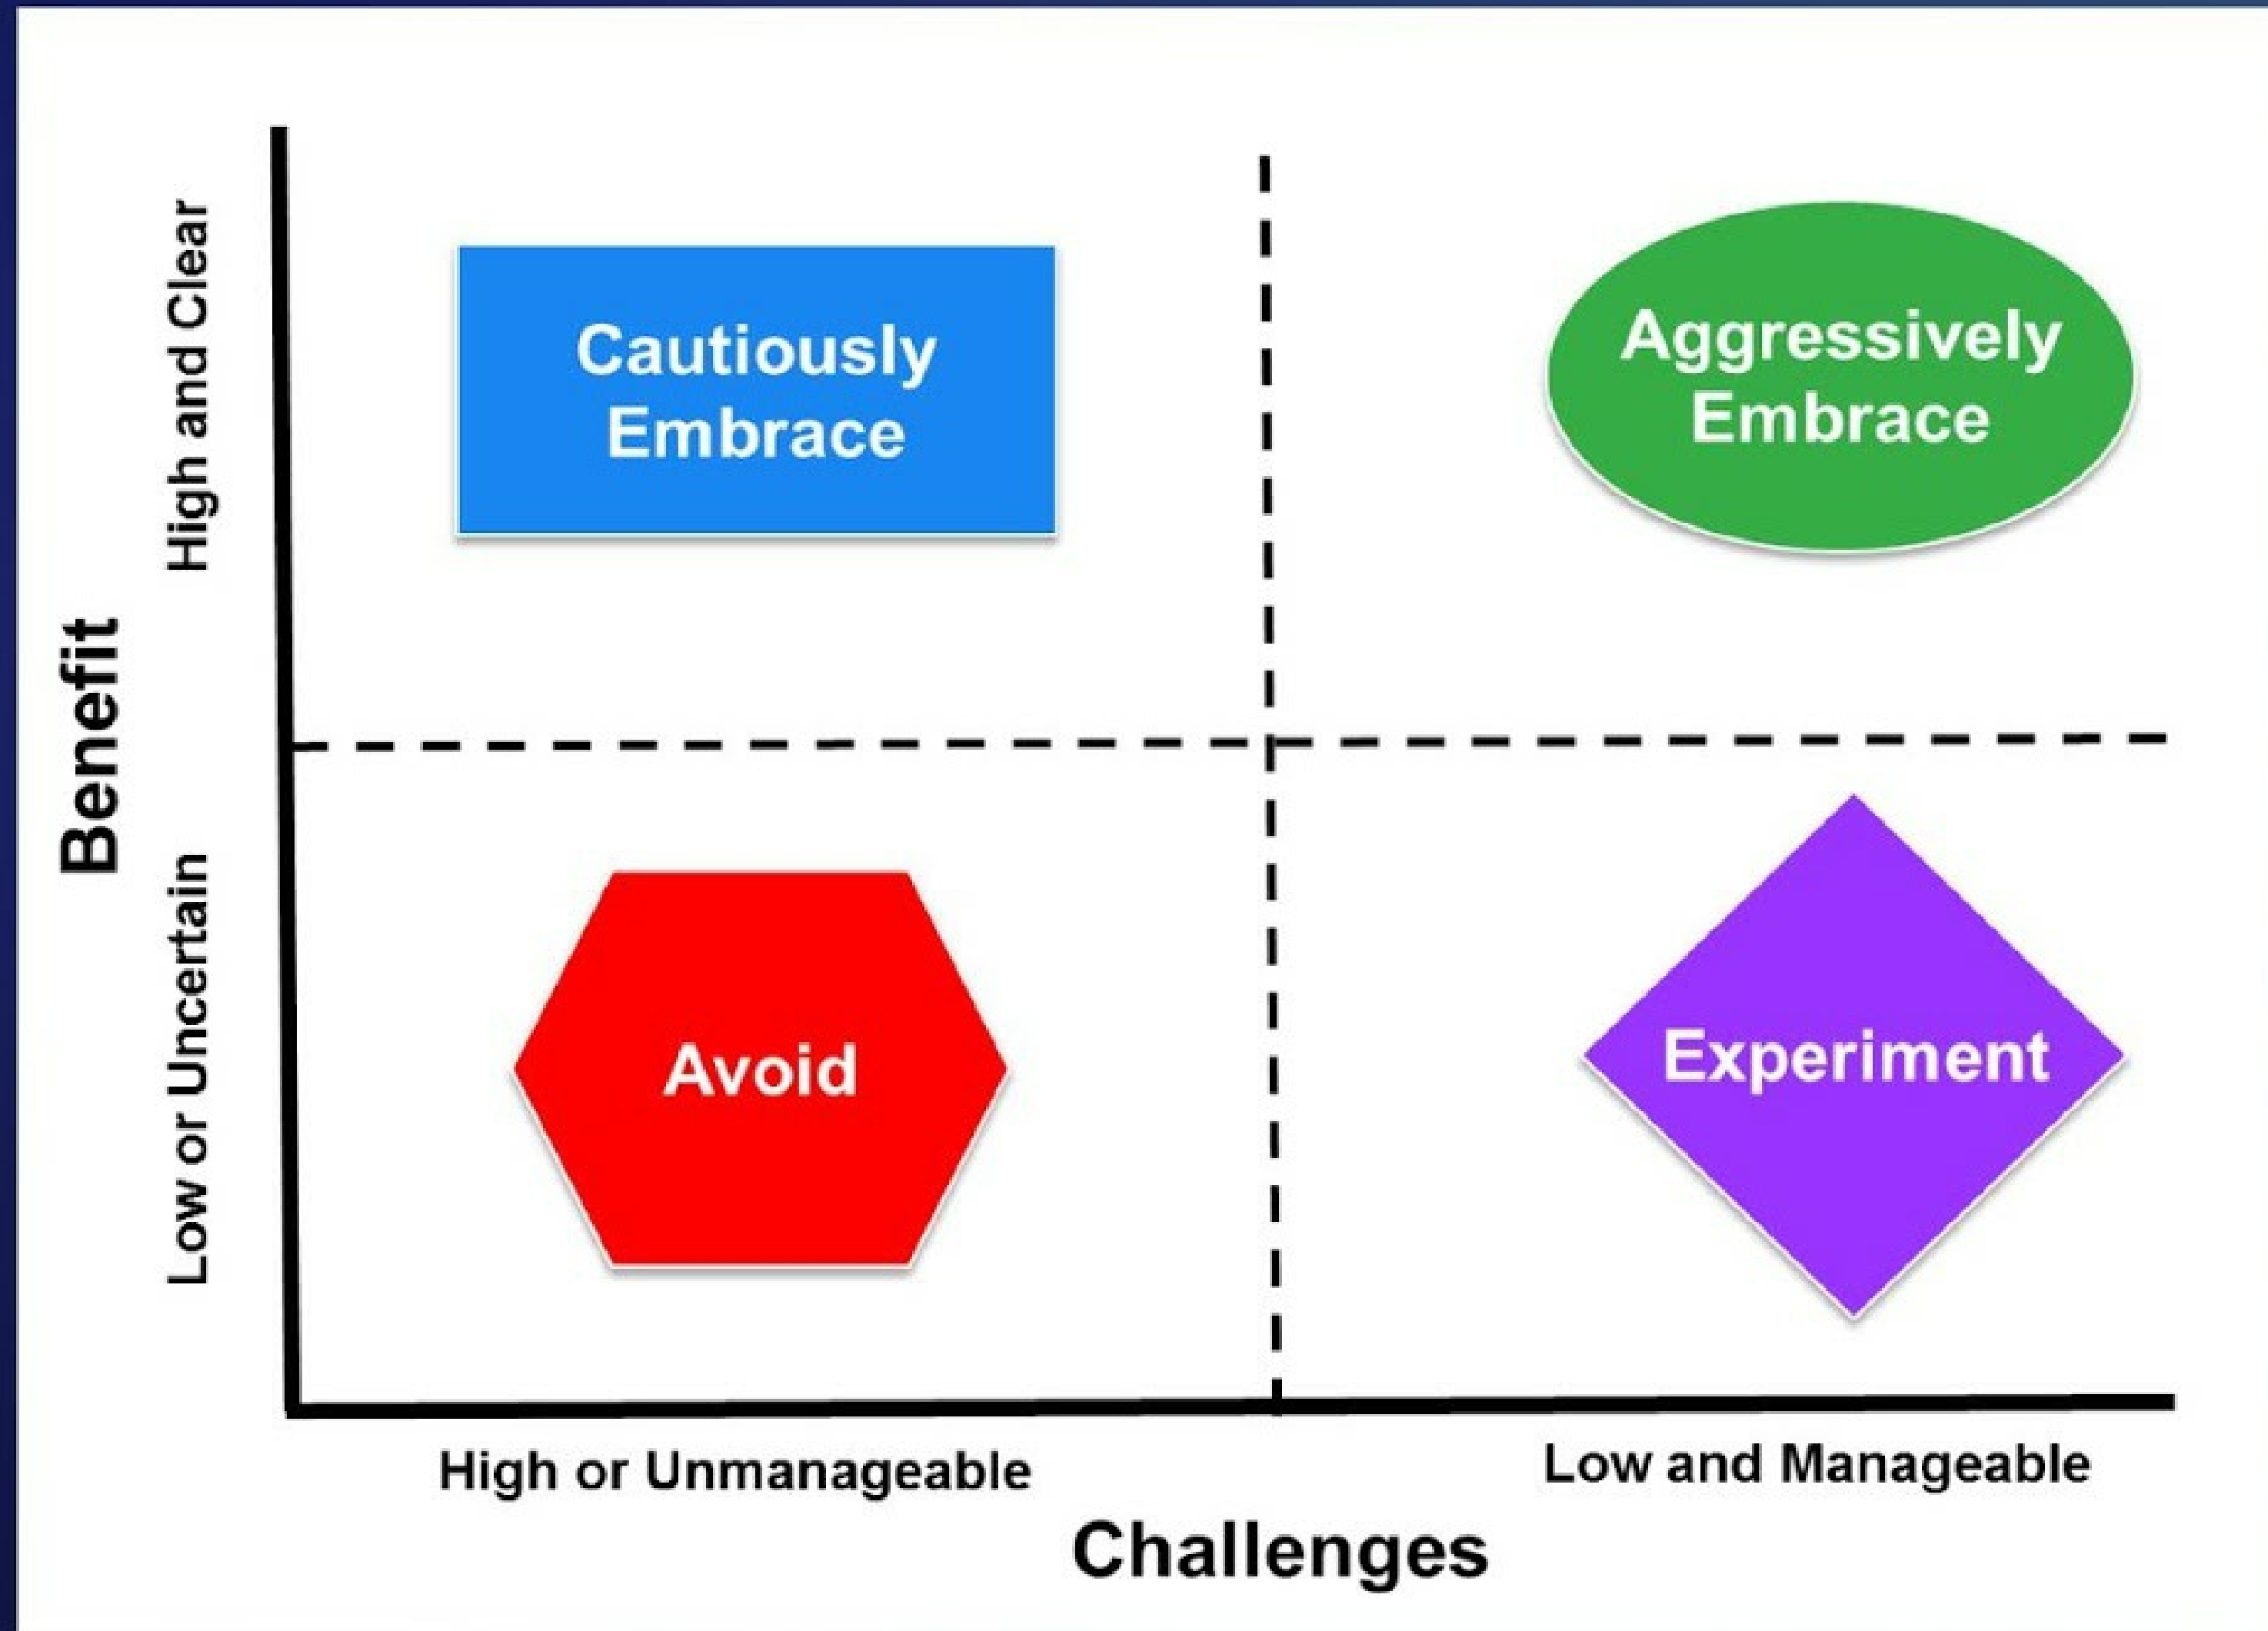 Benefit
High and Clear
Low or Uncertain
Cautiously
Embrace
Aggressively
Embrace
Avoid
Experiment
High or Unmanageable
Low and Manageable
Challenges